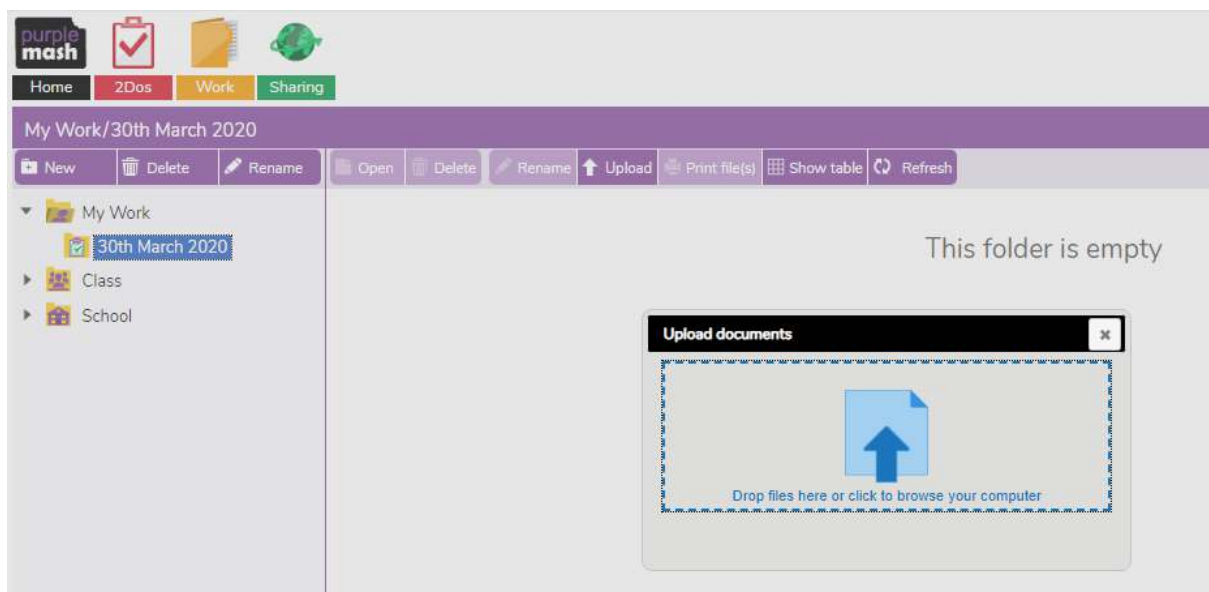 purple
mash
Home 2Dos Work Sharing
My Work/30th March 2020
New Delete Rename Open Delete Rename Upload Print file(s) Show table Refresh
My Work
30th March 2020
Class
School
This folder is empty
Upload documents
Drop files here or click to browse your computer